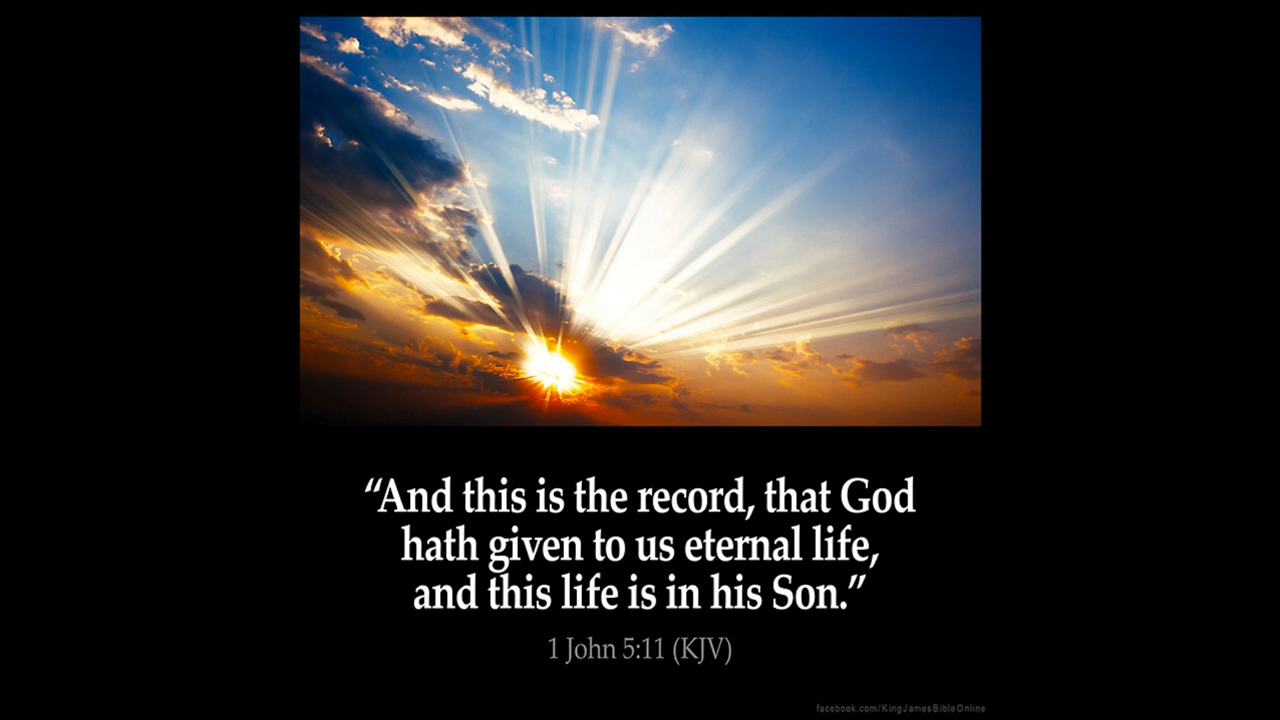 “And this is the record, that God
hath given to us eternal life,
and this life is in his Son.”
1 John 5:11 (KJV)
facebook.com/KingJamesBibleOnline